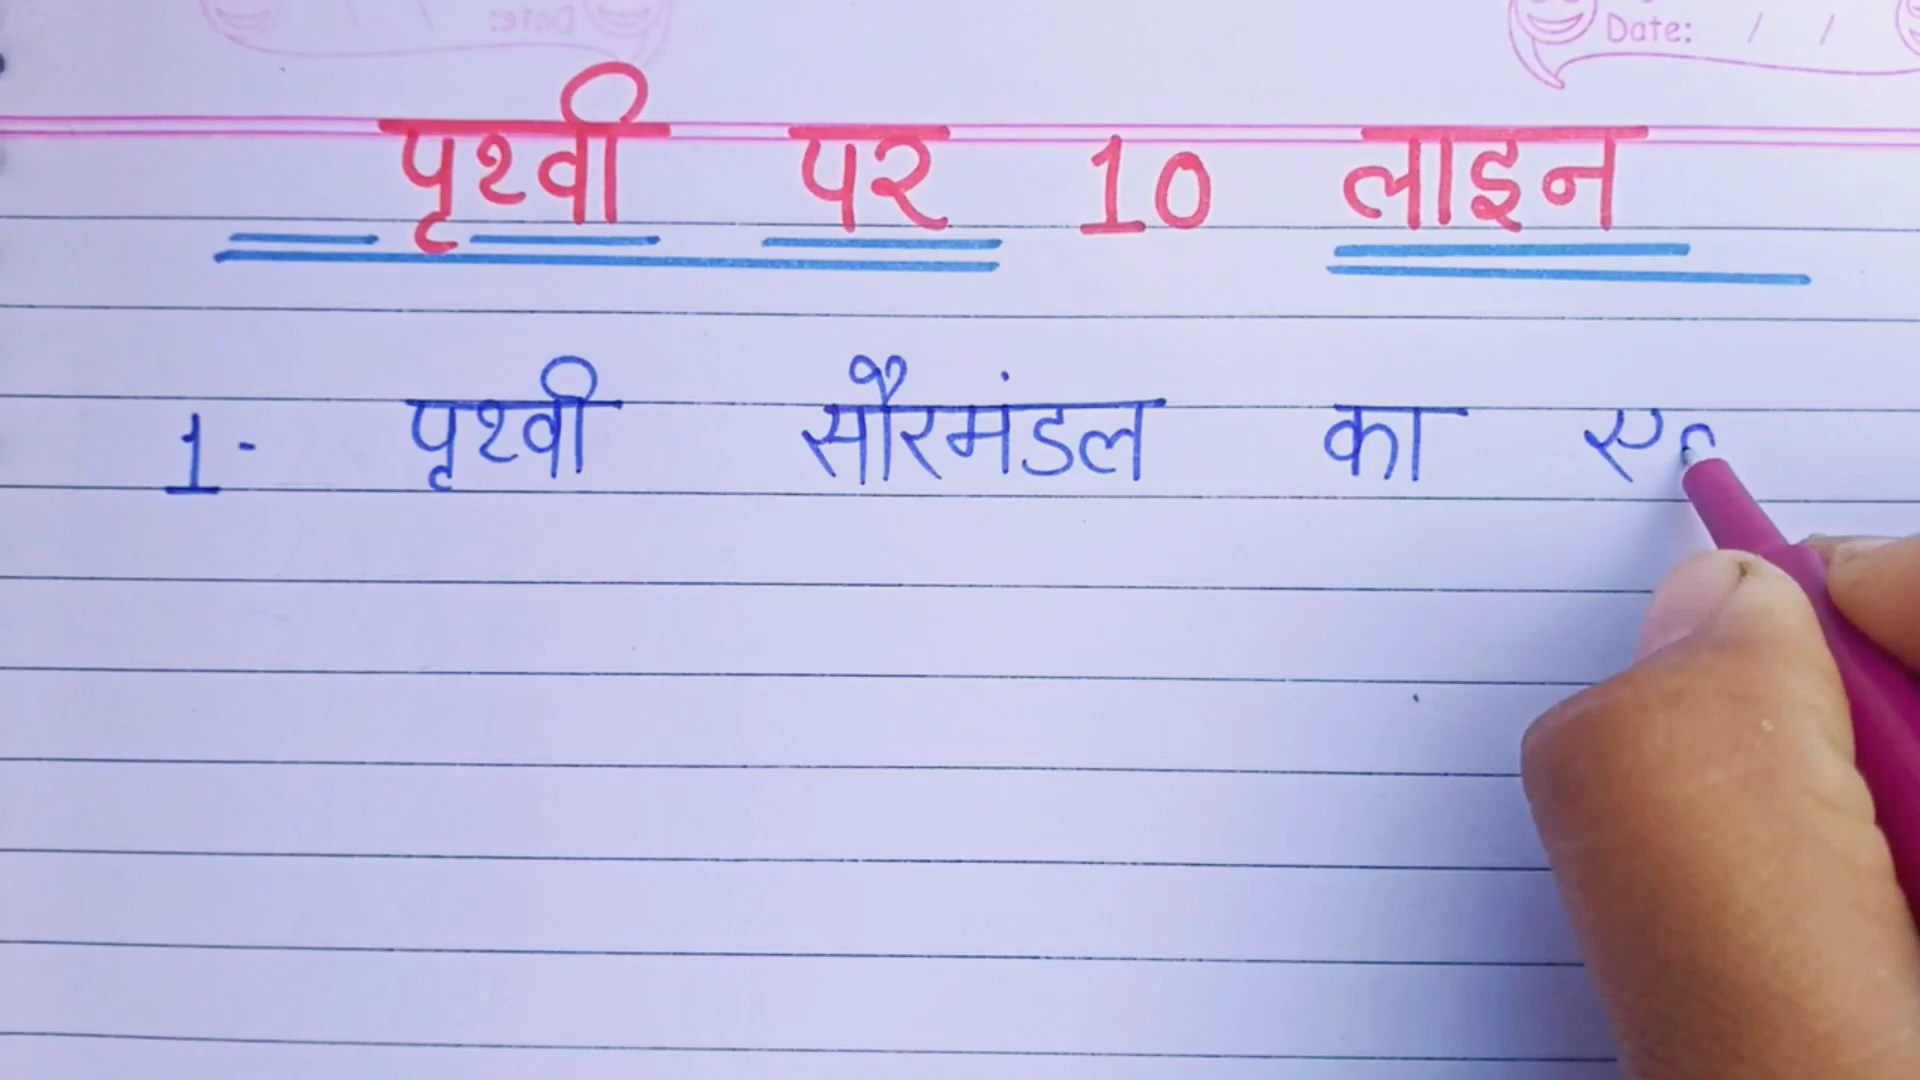 Date: / /
पृथ्वी पर 10 लाइन
1- पृथ्वी सौरमंडल का